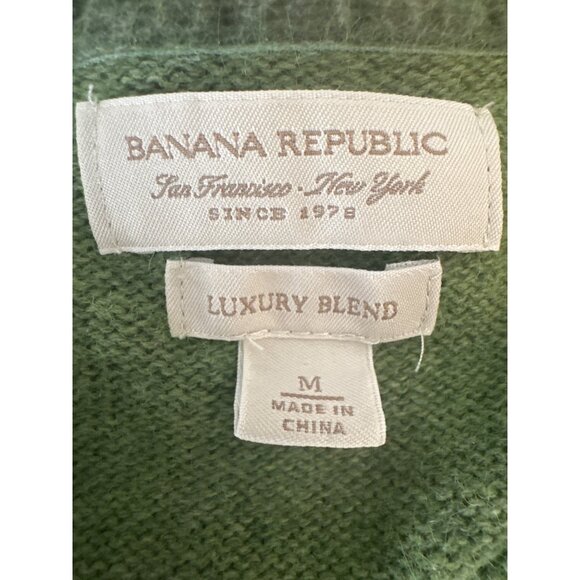 BANANA REPUBLIC
San Francisco - New York
SINCE 1978
LUXURY BLEND
M
MADE IN
CHINA